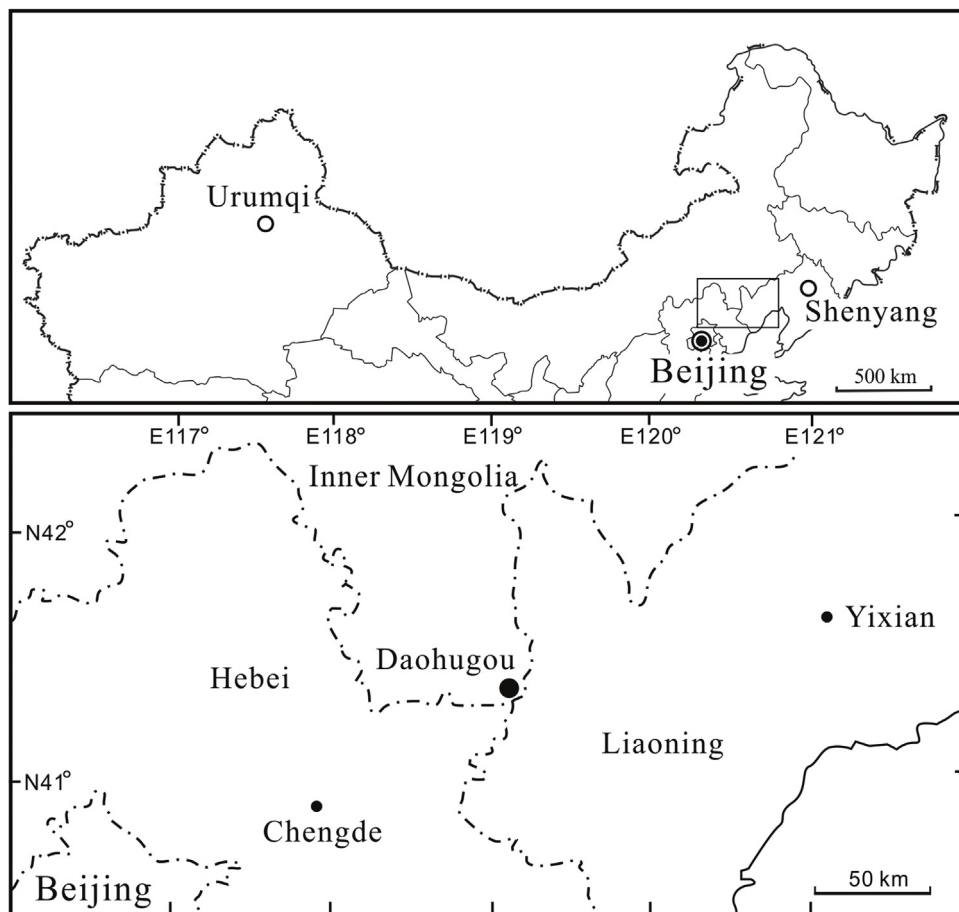 Urumqi
Shenyang
Beijing
500 km
E117° E118° E119° E120° E121°
Inner Mongolia
N42°
Yixian
Daohugou
Hebei
Liaoning
N41°
Chengde
Beijing
50 km